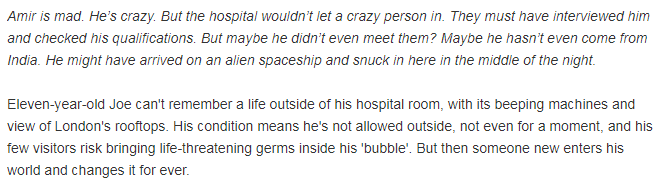 Amir is mad. He's crazy. But the hospital wouldn’t let a crazy person in. They must have interviewed him
and checked his qualifications. But maybe he didn’t even meet them? Maybe he hasn’t even come from
India. He might have arrived on an alien spaceship and snuck in here in the middle of the night.
Eleven-year-old Joe can't remember a life outside of his hospital room, with its beeping machines and
view of London's rooftops. His condition means he's not allowed outside, not even for a moment, and his
few visitors risk bringing life-threatening germs inside his 'bubble'. But then someone new enters his
world and changes it for ever.